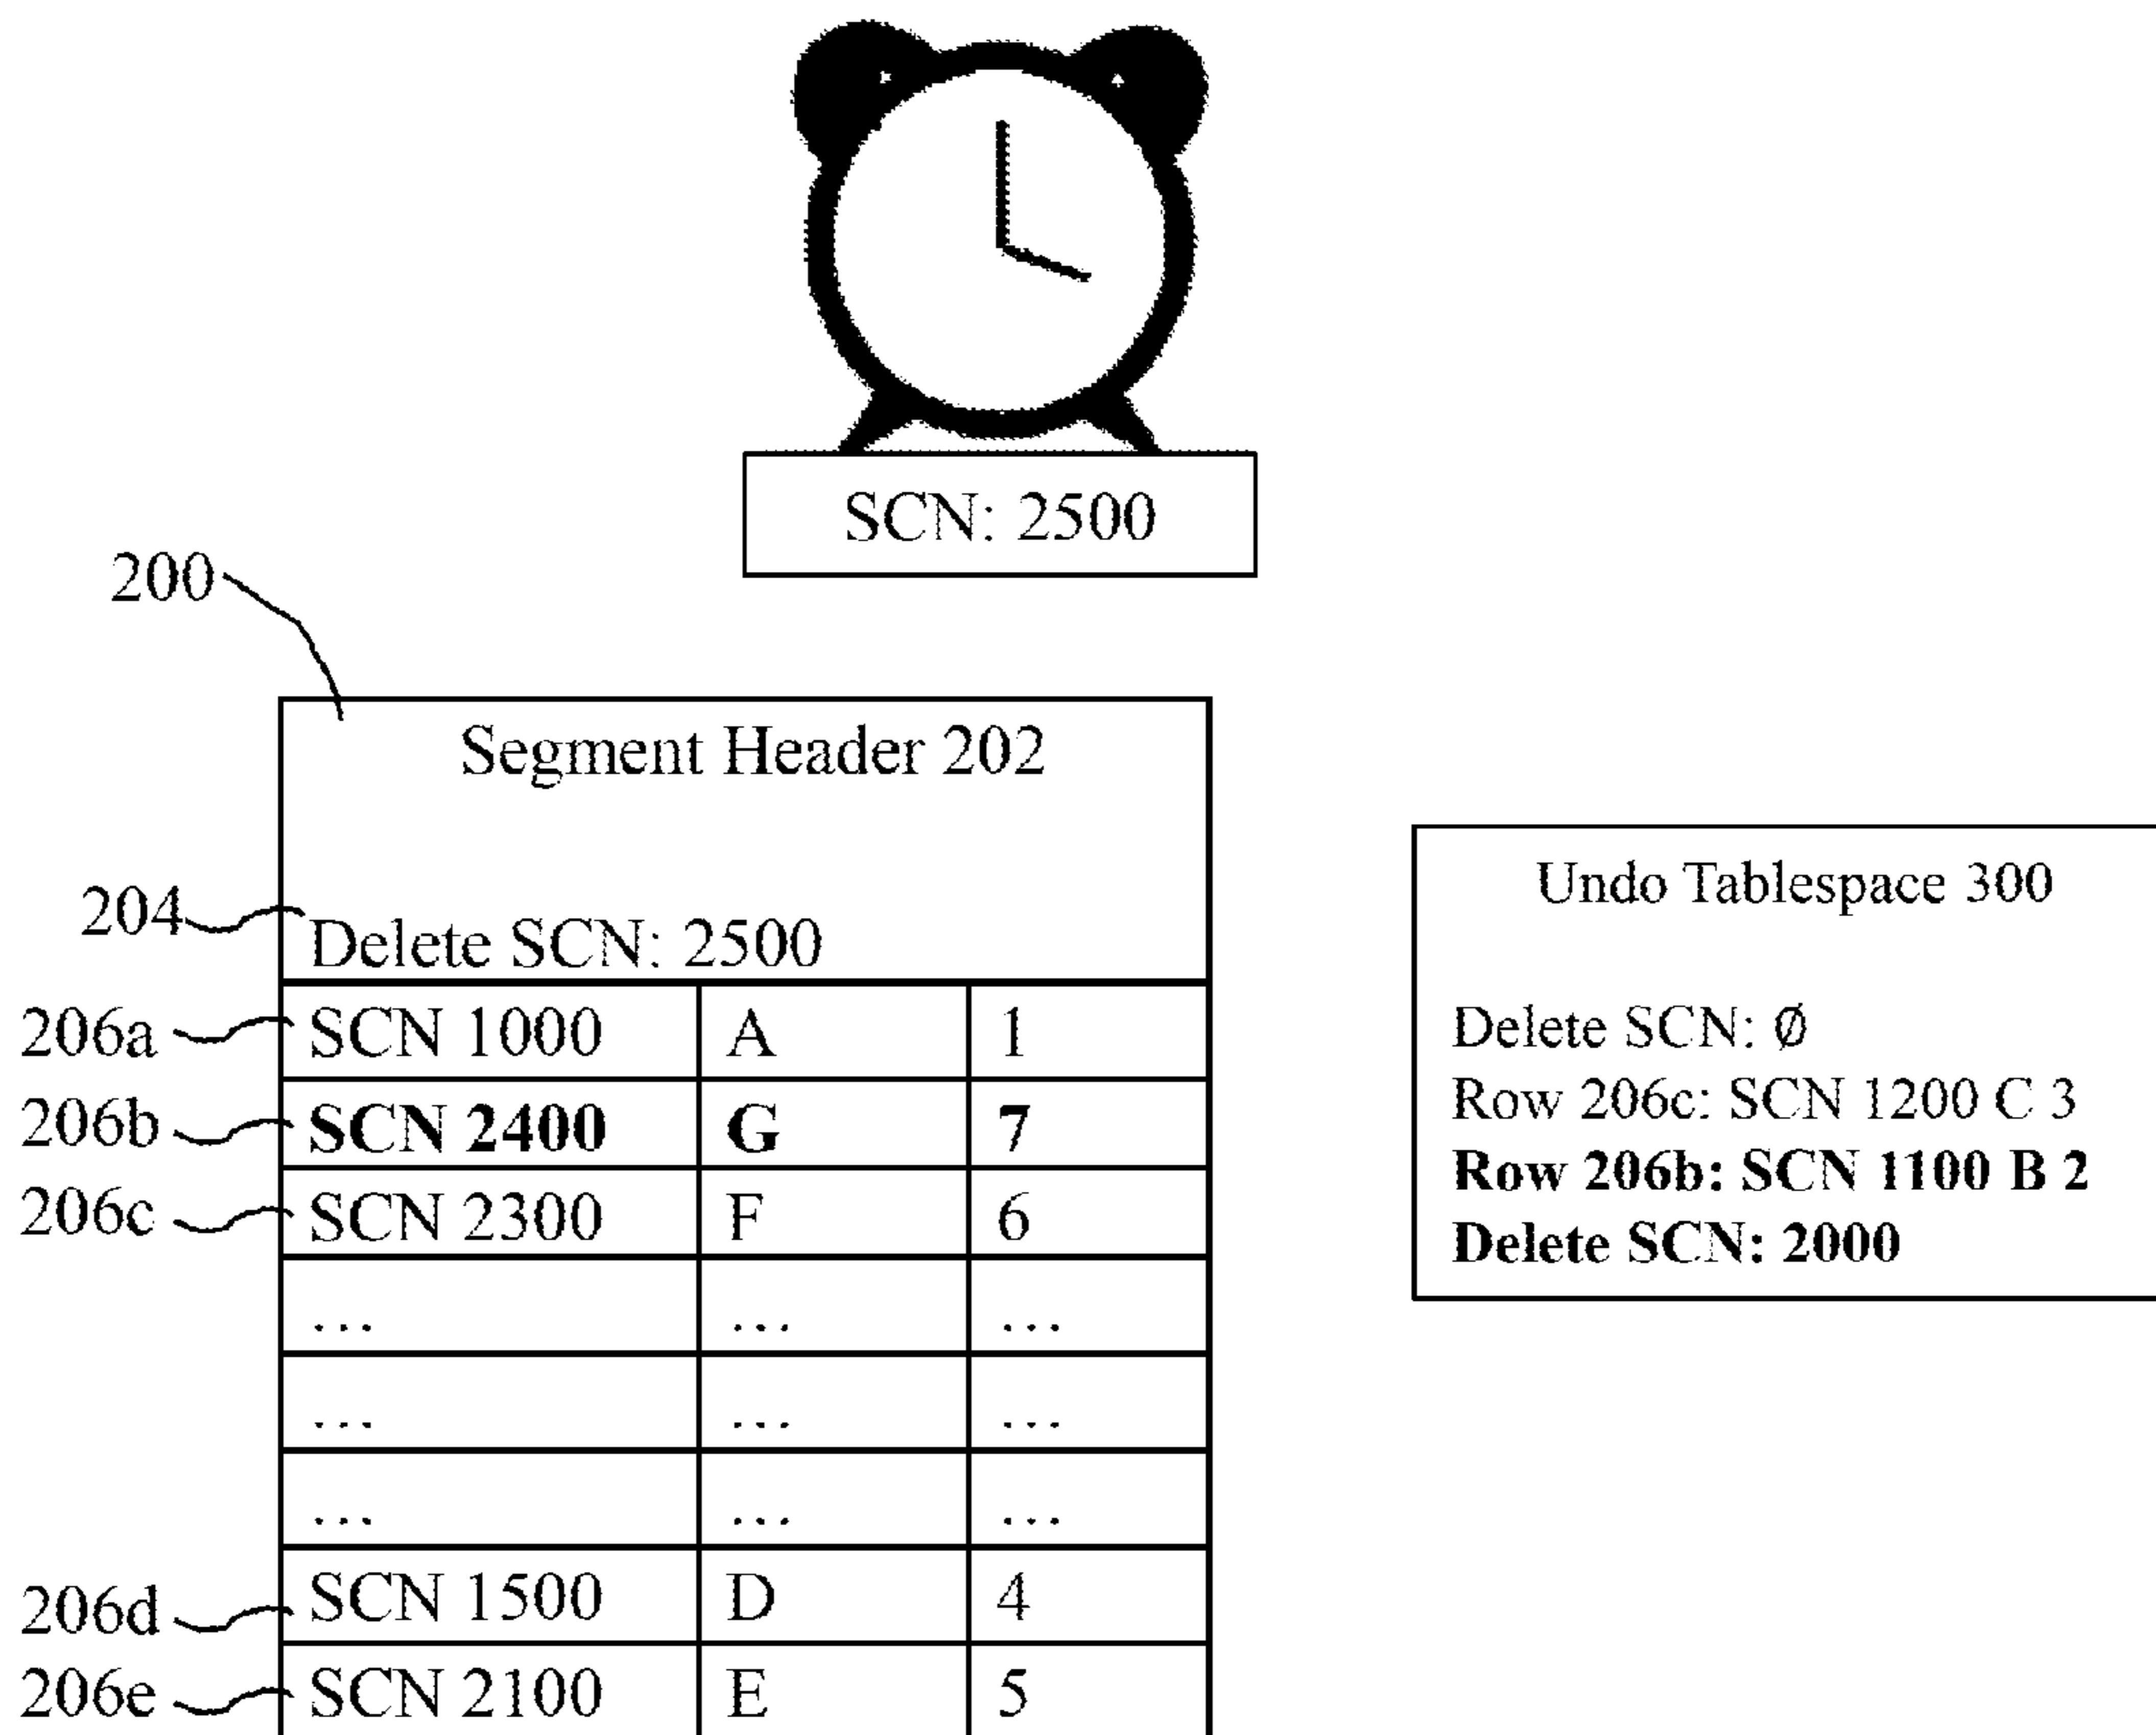 SCN: 2500
200
Segment Header 202
204
Delete SCN: 2500
206a SCN 1000 A 1
206b SCN 2400 G 7
206c SCN 2300 F 6
... ... ...
... ... ...
... ... ...
206d SCN 1500 D 4
206e SCN 2100 E 5
Undo Tablespace 300
Delete SCN: Ø
Row 206c: SCN 1200 C 3
Row 206b: SCN 1100 B 2
Delete SCN: 2000